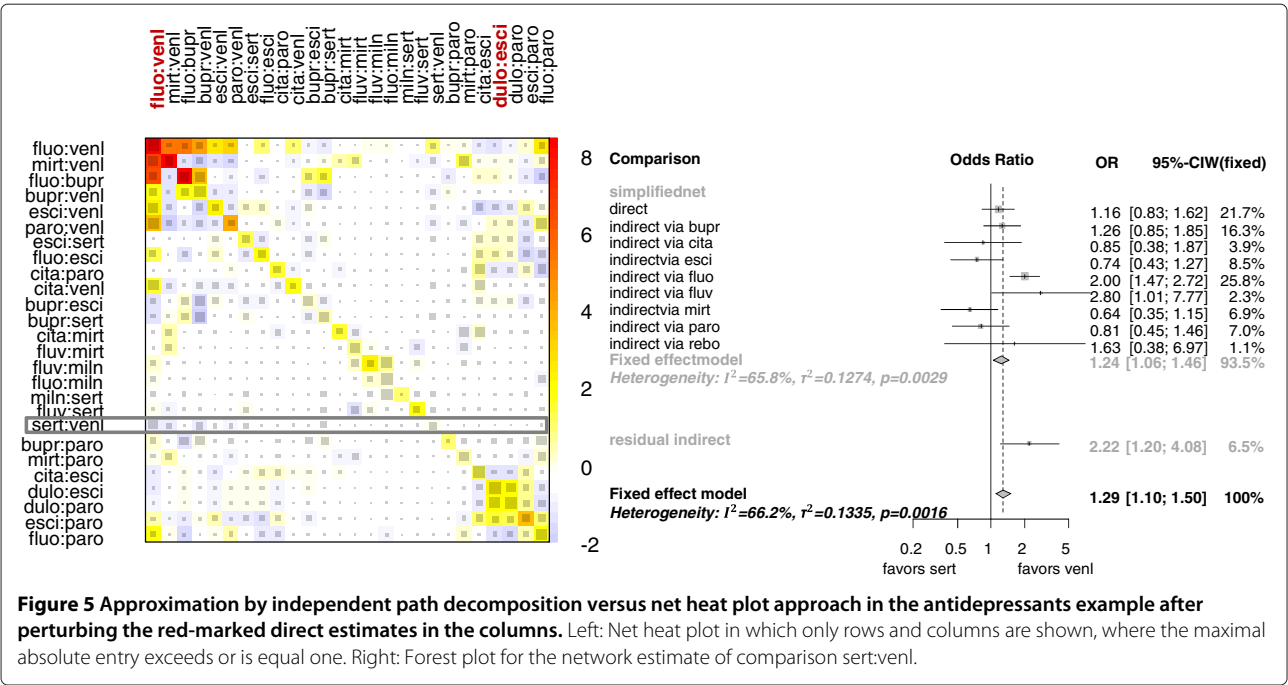 fluo:venl
mirt:venl
fluo:bupr
bupr:venl
esci:venl
paro:venl
esci:sert
fluo:esci
cita:paro
cita:venl
bupr:esci
bupr:sert
cita:mirt
fluv:mirt
fluv:miln
fluo:miln
miln:sert
fluv:sert
sert:venl
bupr:paro
mirt:paro
cita:esci
dulo:esci
dulo:paro
esci:paro
fluo:paro
fluo:venl
mirt:venl
fluo:bupr
bupr:venl
esci:venl
paro:venl
esci:sert
fluo:esci
cita:paro
cita:venl
bupr:esci
bupr:sert
cita:mirt
fluv:mirt
fluv:miln
fluo:miln
miln:sert
fluv:sert
sert:venl
bupr:paro
mirt:paro
cita:esci
dulo:esci
dulo:paro
esci:paro
fluo:paro
8
6
4
2
0
-2
Comparison Odds Ratio OR 95%-CIW(fixed)
simplifiednet
direct 1.16 [0.83; 1.62] 21.7%
indirect via bupr 1.26 [0.85; 1.85] 16.3%
indirect via cita 0.85 [0.38; 1.87] 3.9%
indirectvia esci 0.74 [0.43; 1.27] 8.5%
indirect via fluo 2.00 [1.47; 2.72] 25.8%
indirect via fluv 2.80 [1.01; 7.77] 2.3%
indirectvia mirt 0.64 [0.35; 1.15] 6.9%
indirect via paro 0.81 [0.45; 1.46] 7.0%
indirect via rebo 1.63 [0.38; 6.97] 1.1%
Fixed effectmodel 1.24 [1.06; 1.46] 93.5%
Heterogeneity: I²=65.8%, τ²=0.1274, p=0.0029
residual indirect 2.22 [1.20; 4.08] 6.5%
Fixed effect model 1.29 [1.10; 1.50] 100%
Heterogeneity: I²=66.2%, τ²=0.1335, p=0.0016
0.2 0.5 1 2 5
favors sert favors venl
Figure 5 Approximation by independent path decomposition versus net heat plot approach in the antidepressants example after
perturbing the red-marked direct estimates in the columns. Left: Net heat plot in which only rows and columns are shown, where the maximal
absolute entry exceeds or is equal one. Right: Forest plot for the network estimate of comparison sert:venl.